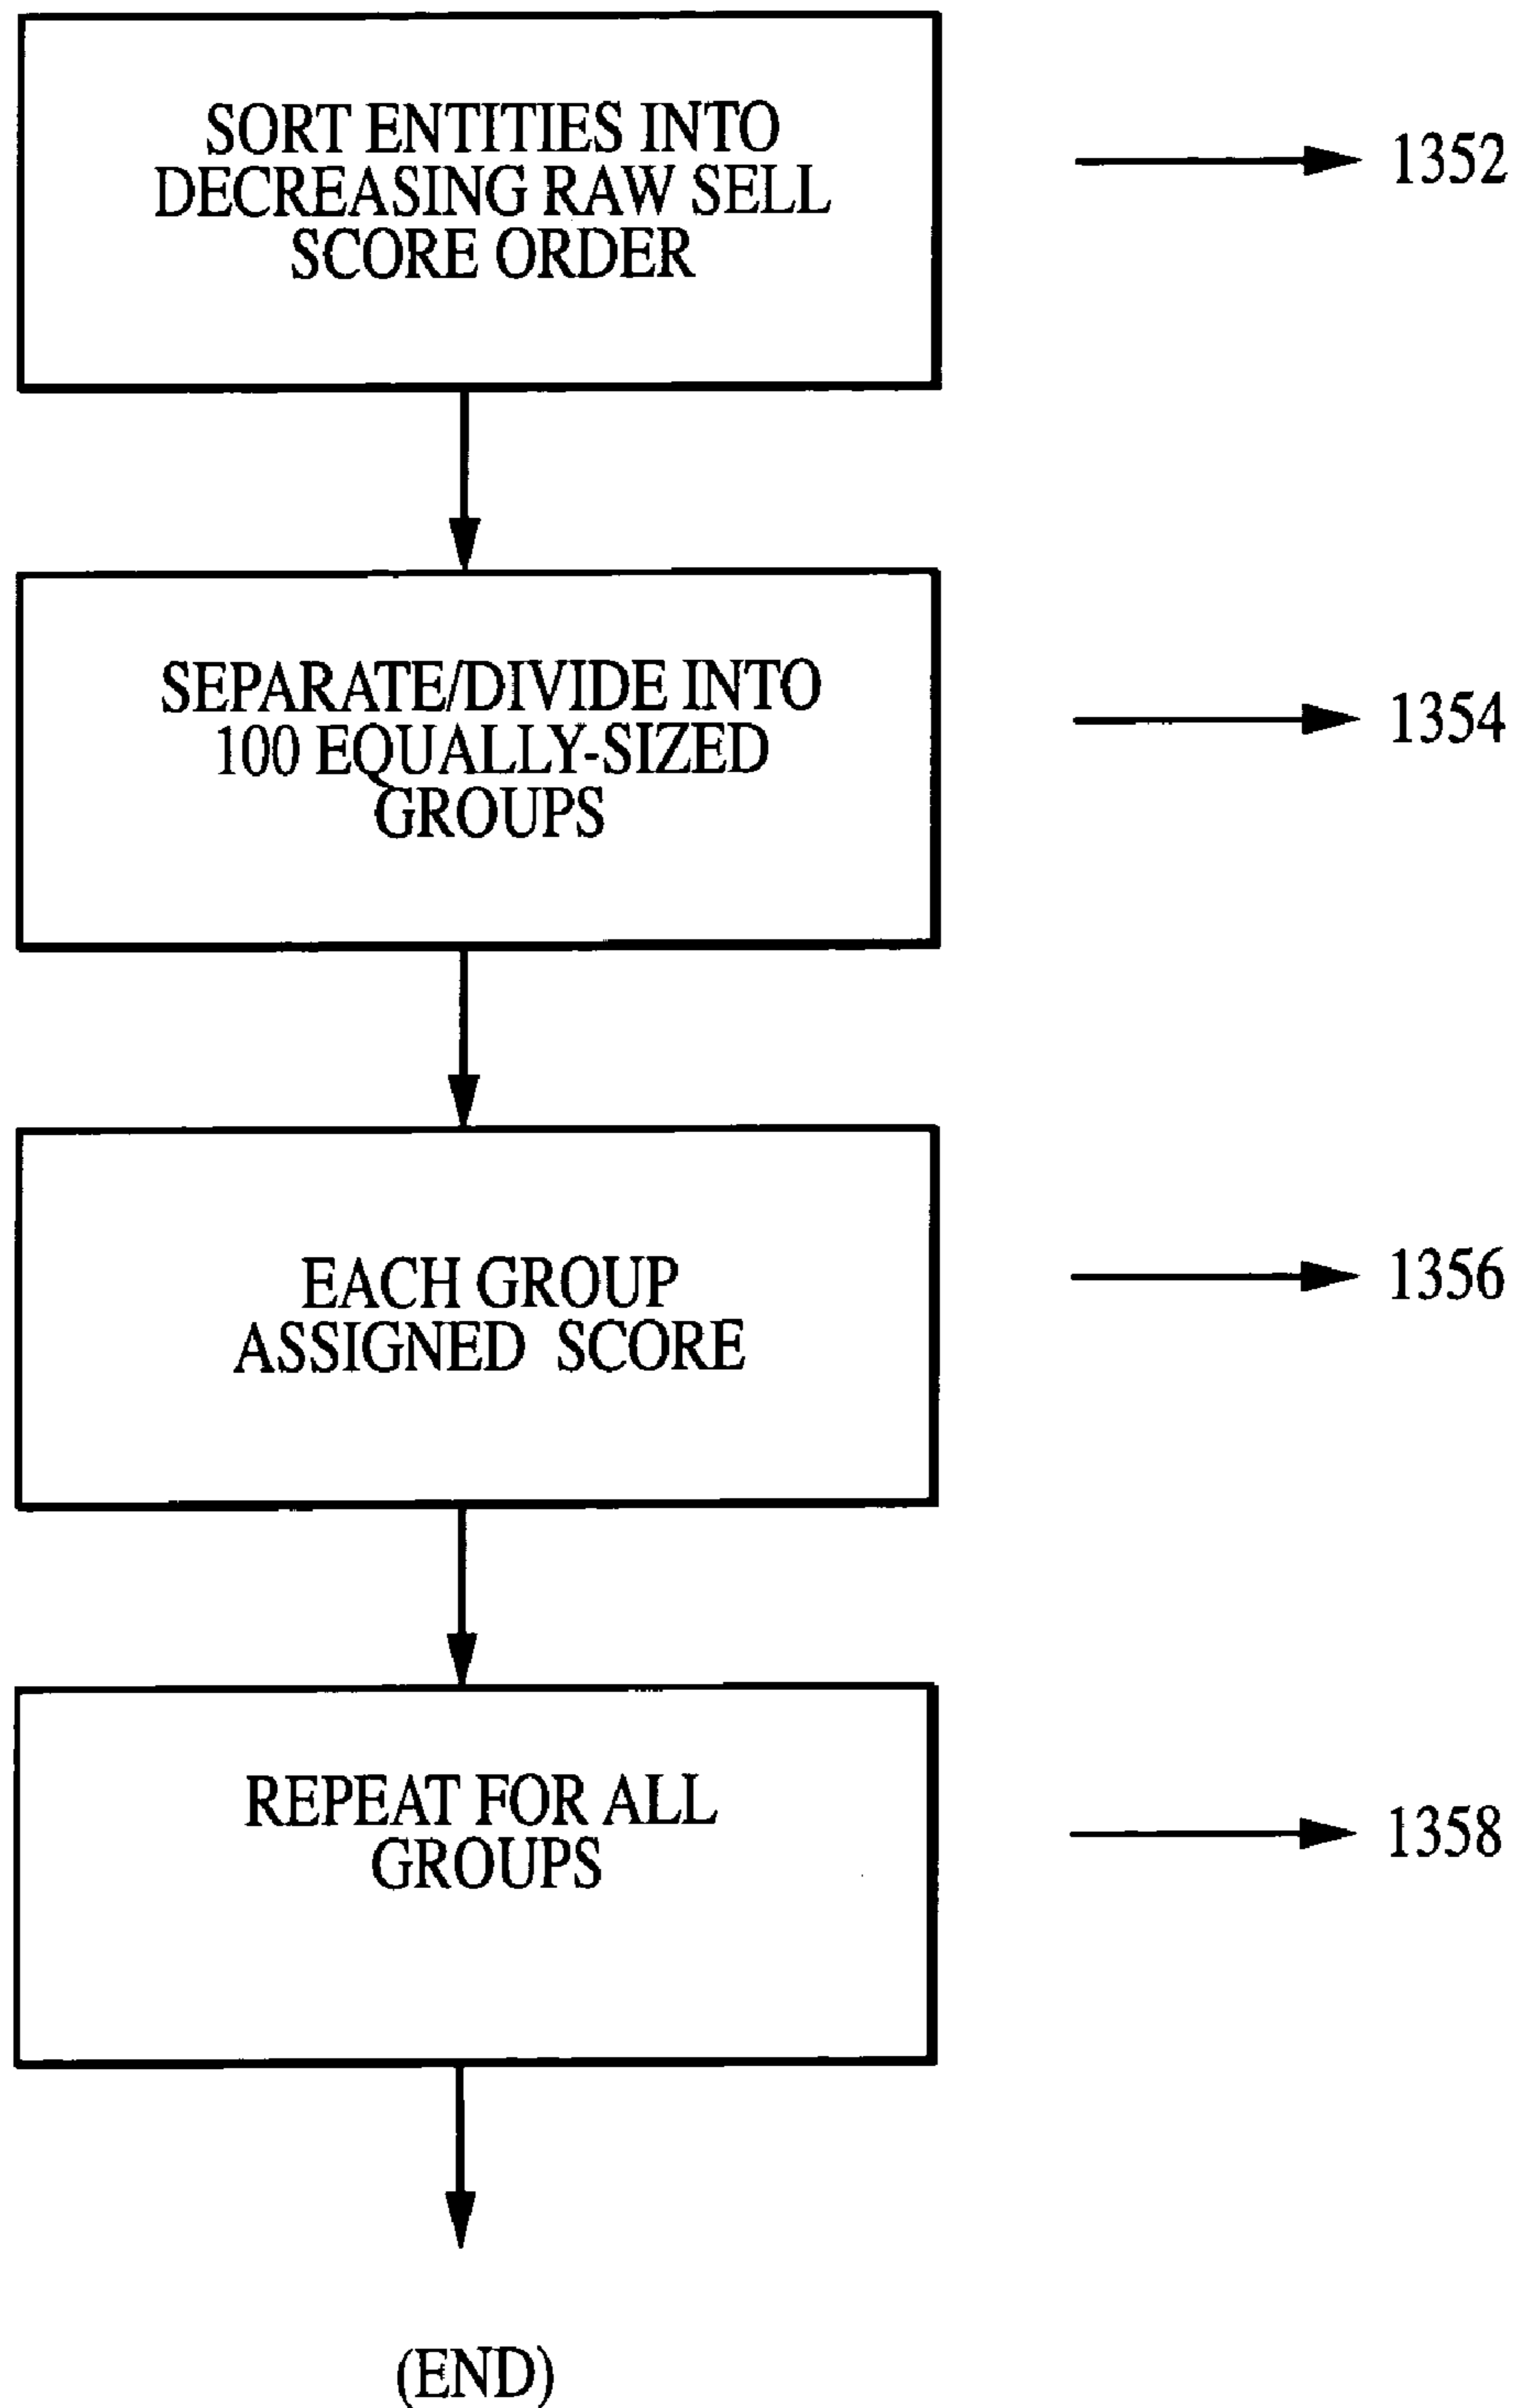 SORT ENTITIES INTO
DECREASING RAW SELL
SCORE ORDER
1352
SEPARATE/DIVIDE INTO
100 EQUALLY-SIZED
GROUPS
1354
EACH GROUP
ASSIGNED SCORE
1356
REPEAT FOR ALL
GROUPS
1358
(END)